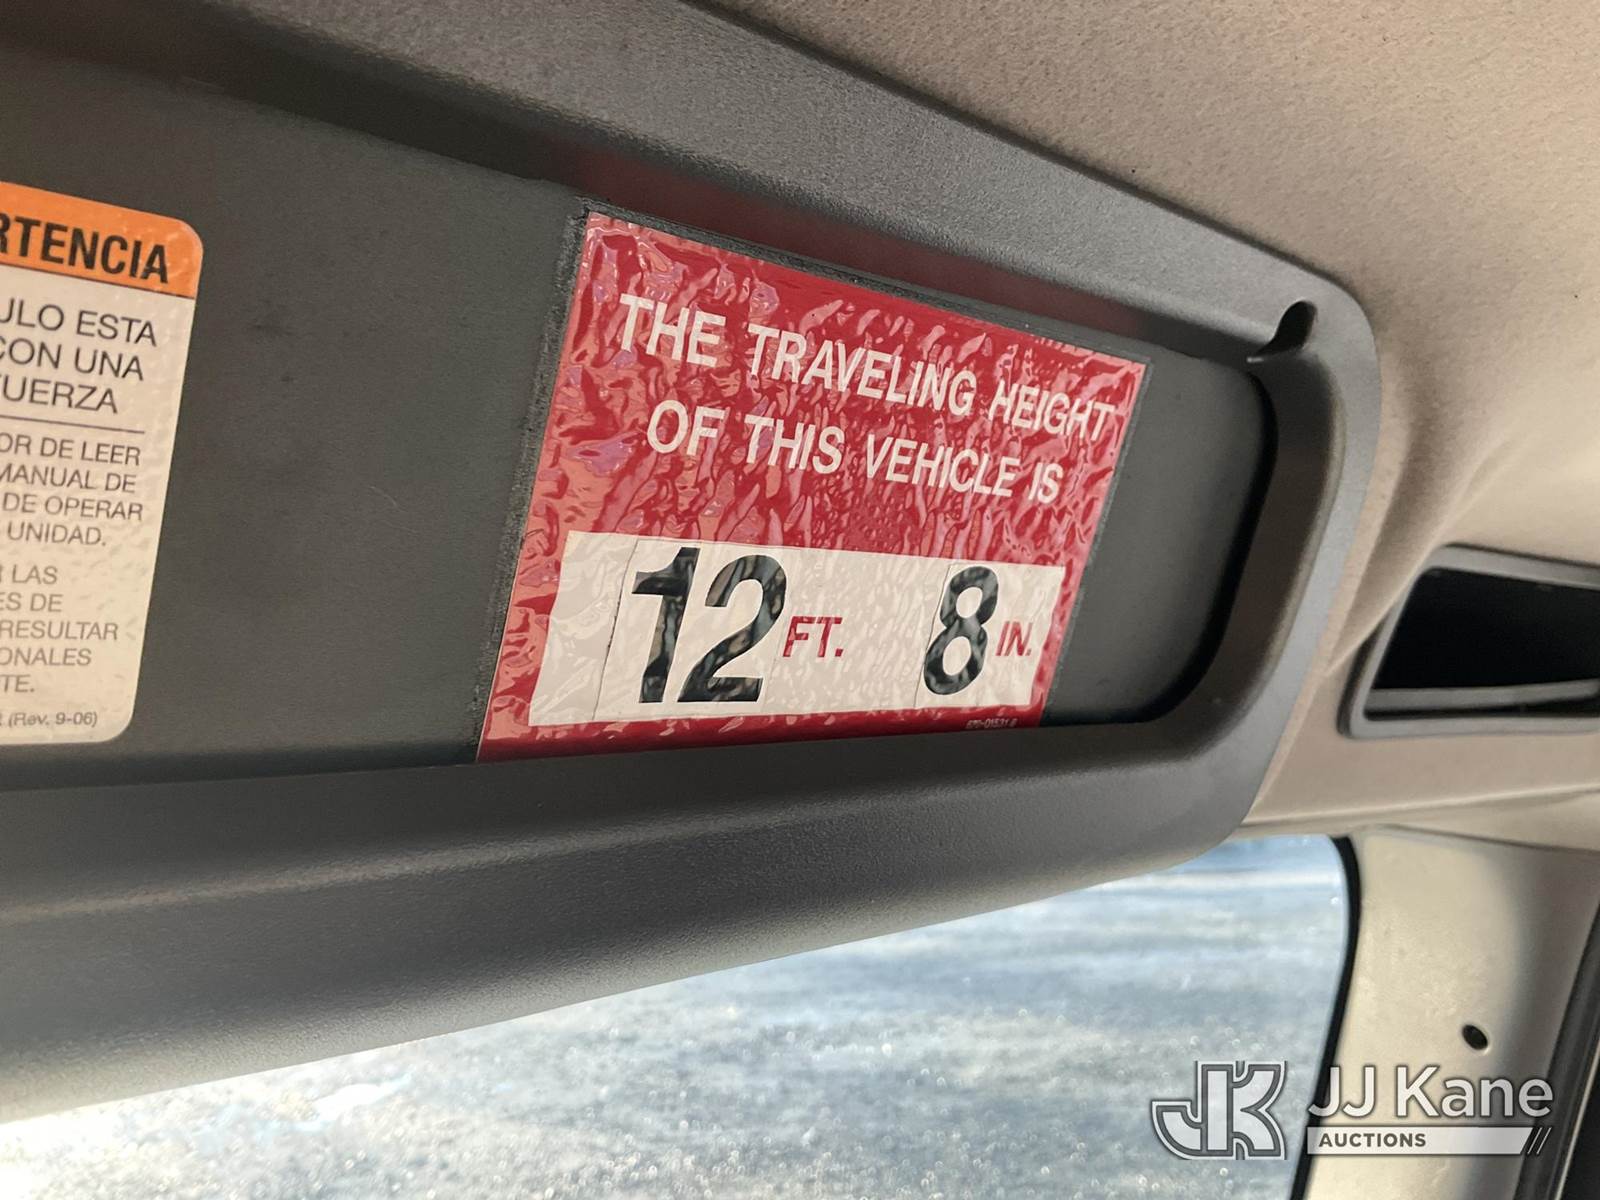 RTENCIA
ULO ESTA
CON UNA
UERZA
OR DE LEER
MANUAL DE
DE OPERAR
UNIDAD.
LAS
ES DE
RESULTAR
ONALES
TE.
(Rev. 9-06)
THE TRAVELING HEIGHT
OF THIS VEHICLE IS
12 FT. 8 IN.
JK JJ Kane
AUCTIONS